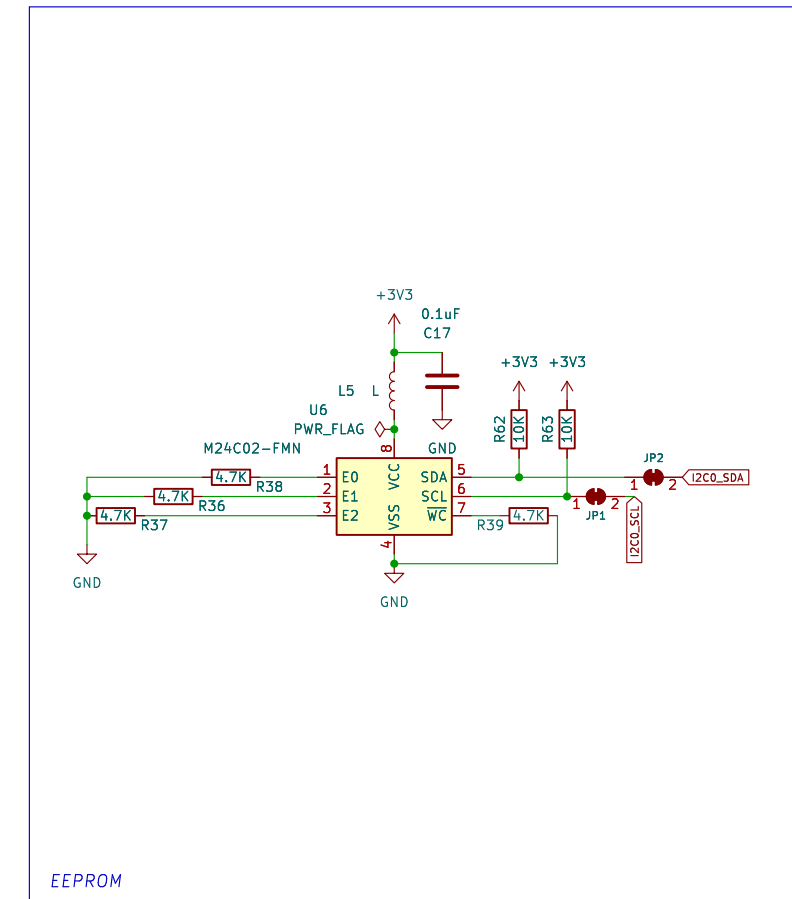 +3V3
0.1uF
C17
+3V3 +3V3
L5 L
U6
PWR_FLAG
R62 10K R63 10K
M24C02-FMN
8
GND
JP2
1 E0 VCC SDA 5
4.7K R38
1 2 I2C0_SDA
2 E1 SCL 6
4.7K R36
1 2
JP1
I2C0_SCL
3 E2 VSS WC 7
4.7K R37
R39 4.7K
4
GND
GND
EEPROM